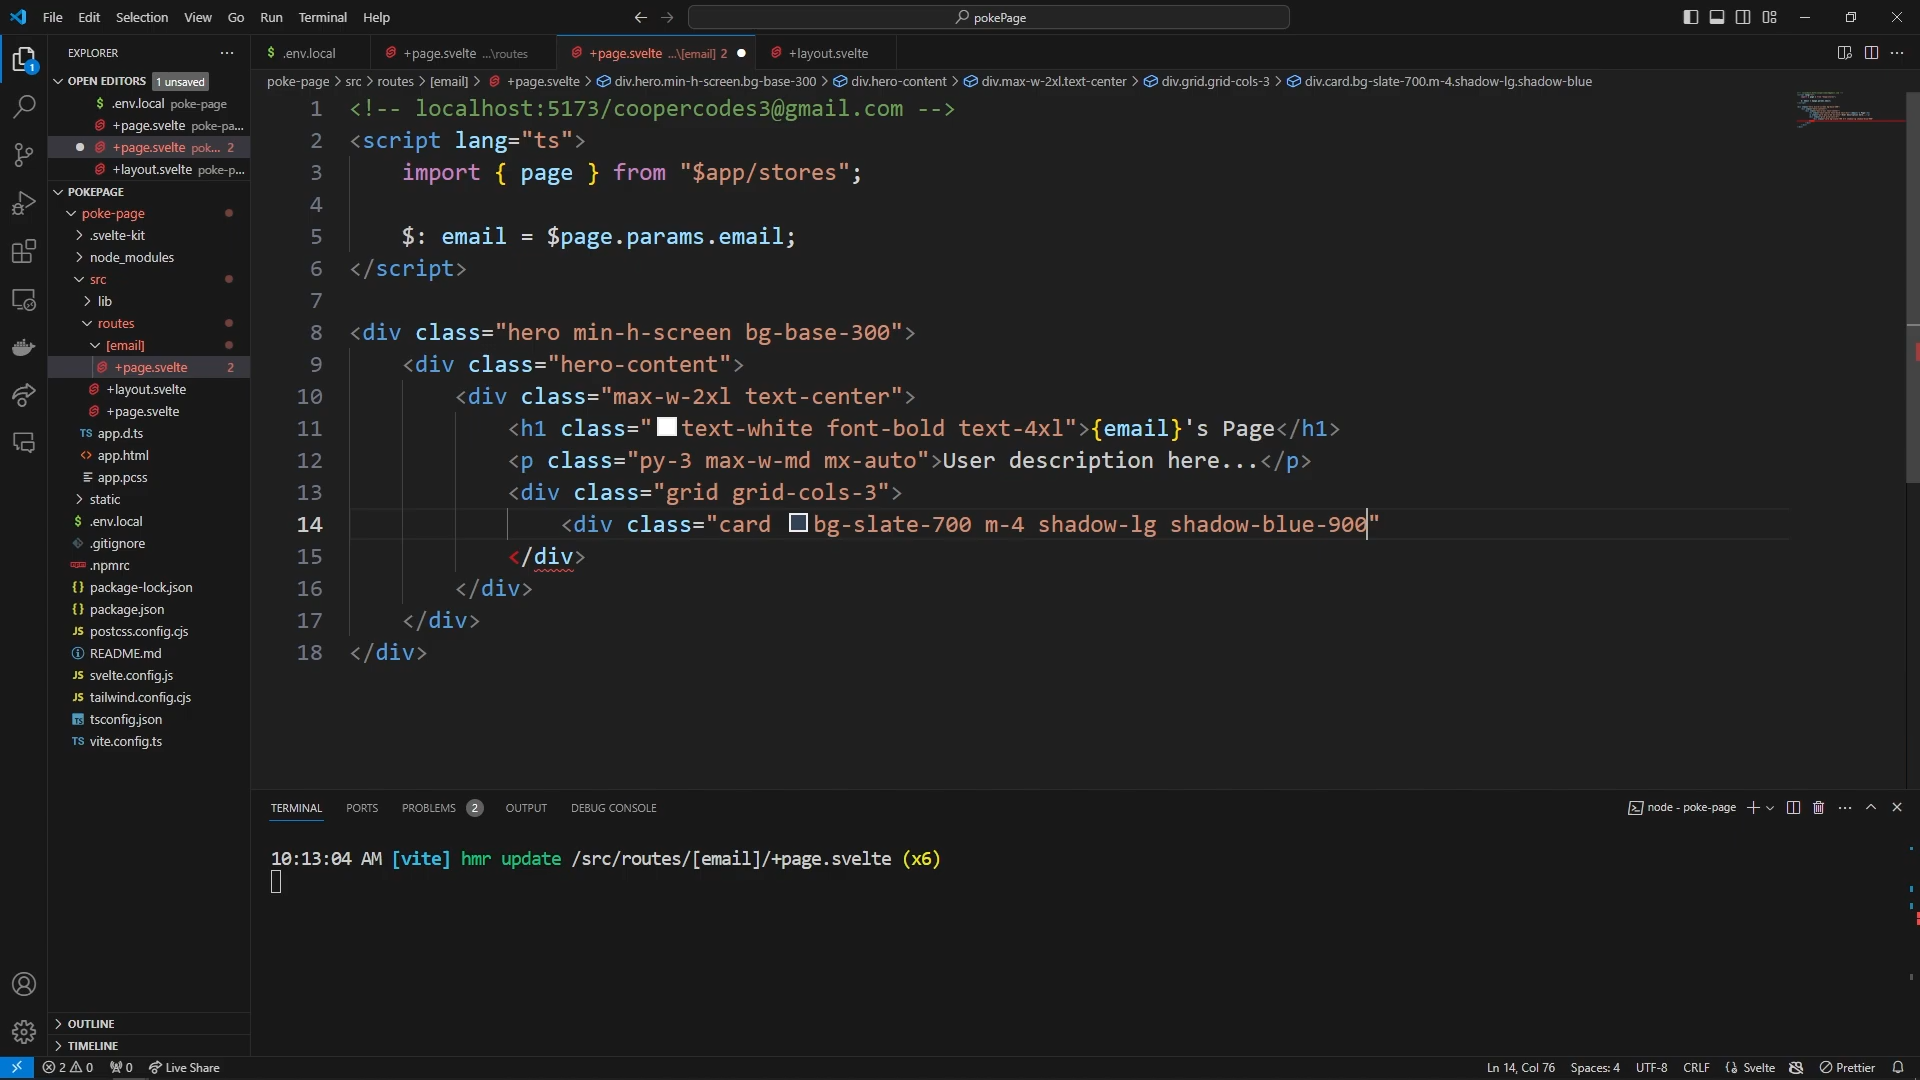 File Edit Selection View Go Run Terminal Help
pokePage
EXPLORER
OPEN EDITORS 1 unsaved
.env.local poke-page
+page.svelte poke-pa...
+page.svelte pok... 2
+layout.svelte poke-p...
POKEPAGE
poke-page
.svelte-kit
node_modules
src
lib
routes
[email]
+page.svelte 2
+layout.svelte
+page.svelte
TS app.d.ts
app.html
app.pcss
static
$ .env.local
.gitignore
.npmrc
{} package-lock.json
{} package.json
JS postcss.config.cjs
README.md
JS svelte.config.js
JS tailwind.config.cjs
TS tsconfig.json
TS vite.config.ts
OUTLINE
TIMELINE
$ .env.local
+page.svelte ...\routes
+page.svelte ...\[email] 2
+layout.svelte
poke-page > src > routes > [email] > +page.svelte > div.hero.min-h-screen.bg-base-300 > div.hero-content > div.max-w-2xl.text-center > div.grid.grid-cols-3 > div.card.bg-slate-700.m-4.shadow-lg.shadow-blue
1 <!-- localhost:5173/coopercodes3@gmail.com -->
2 <script lang="ts">
3 import { page } from "$app/stores";
4
5 $: email = $page.params.email;
6 </script>
7
8 <div class="hero min-h-screen bg-base-300">
9 <div class="hero-content">
10 <div class="max-w-2xl text-center">
11 <h1 class="text-white font-bold text-4xl">{email}'s Page</h1>
12 <p class="py-3 max-w-md mx-auto">User description here...</p>
13 <div class="grid grid-cols-3">
14 <div class="card bg-slate-700 m-4 shadow-lg shadow-blue-900"
15 </div>
16 </div>
17 </div>
18 </div>
TERMINAL PORTS PROBLEMS 2 OUTPUT DEBUG CONSOLE
node - poke-page
10:13:04 AM [vite] hmr update /src/routes/[email]/+page.svelte (x6)
2 0 0 Live Share
Ln 14, Col 76 Spaces: 4 UTF-8 CRLF Svelte Prettier